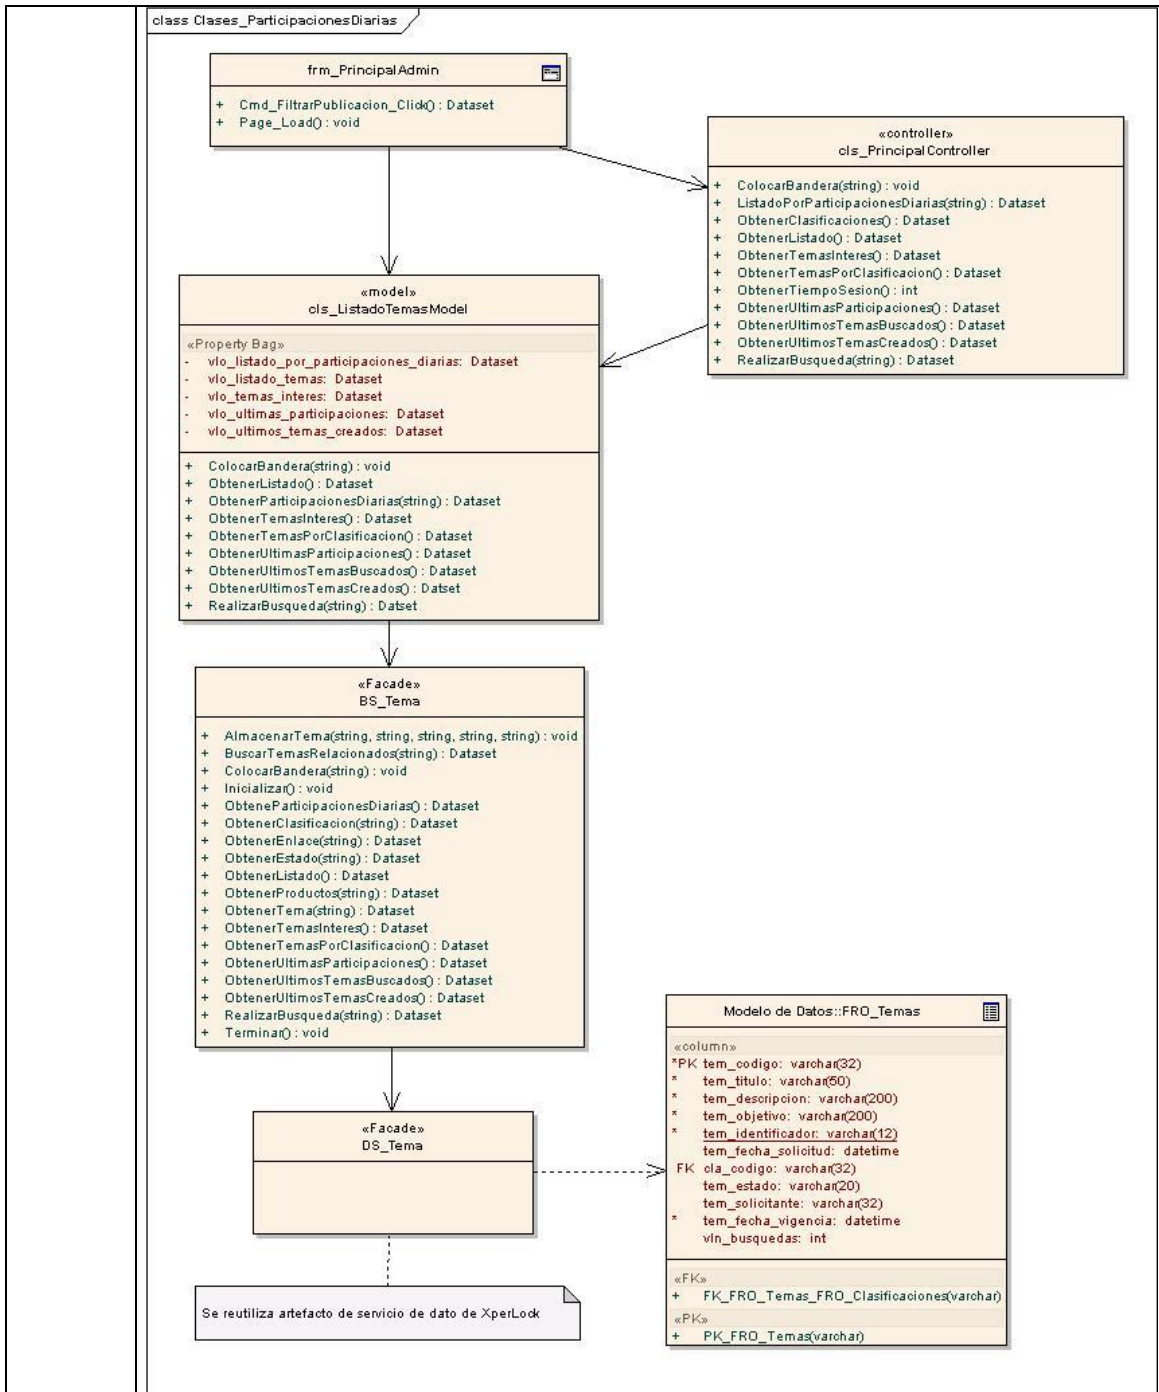 class Clases_ParticipacionesDiarias
frm_PrincipalAdmin
+ Cmd_FiltrarPublicacion_Click() : Dataset
+ Page_Load() : void
«controller»
cls_PrincipalController
+ ColocarBandera(string) : void
+ ListadoPorParticipacionesDiarias(string) : Dataset
+ ObtenerClasificaciones() : Dataset
+ ObtenerListado() : Dataset
+ ObtenerTemasInteres() : Dataset
+ ObtenerTemasPorClasificacion() : Dataset
+ ObtenerTiempoSesion() : int
+ ObtenerUltimasParticipaciones() : Dataset
+ ObtenerUltimosTemasBuscados() : Dataset
+ ObtenerUltimosTemasCreados() : Dataset
+ RealizarBusqueda(string) : Dataset
«model»
cls_ListadoTemasModel
«Property Bag»
- vlo_listado_por_participaciones_diarias: Dataset
- vlo_listado_temas: Dataset
- vlo_temas_interes: Dataset
- vlo_ultimas_participaciones: Dataset
- vlo_ultimos_temas_creados: Dataset
+ ColocarBandera(string) : void
+ ObtenerListado() : Dataset
+ ObtenerParticipacionesDiarias(string) : Dataset
+ ObtenerTemasInteres() : Dataset
+ ObtenerTemasPorClasificacion() : Dataset
+ ObtenerUltimasParticipaciones() : Dataset
+ ObtenerUltimosTemasBuscados() : Dataset
+ ObtenerUltimosTemasCreados() : Datset
+ RealizarBusqueda(string) : Datset
«Facade»
BS_Tema
+ AlmacenarTema(string, string, string, string, string) : void
+ BuscarTemasRelacionados(string) : Dataset
+ ColocarBandera(string) : void
+ Inicializar() : void
+ ObteneParticipacionesDiarias() : Dataset
+ ObtenerClasificacion(string) : Dataset
+ ObtenerEnlace(string) : Dataset
+ ObtenerEstado(string) : Dataset
+ ObtenerListado() : Dataset
+ ObtenerProductos(string) : Dataset
+ ObtenerTema(string) : Dataset
+ ObtenerTemasInteres() : Dataset
+ ObtenerTemasPorClasificacion() : Dataset
+ ObtenerUltimasParticipaciones() : Dataset
+ ObtenerUltimosTemasBuscados() : Dataset
+ ObtenerUltimosTemasCreados() : Dataset
+ RealizarBusqueda(string) : Dataset
+ Terminar() : void
«Facade»
DS_Tema
Se reutiliza artefacto de servicio de dato de XperLock
Modelo de Datos::FRO_Temas
«column»
*PK tem_codigo: varchar(32)
* tem_titulo: varchar(50)
* tem_descripcion: varchar(200)
* tem_objetivo: varchar(200)
* tem_identificador: varchar(12)
tem_fecha_solicitud: datetime
FK cla_codigo: varchar(32)
tem_estado: varchar(20)
tem_solicitante: varchar(32)
* tem_fecha_vigencia: datetime
vln_busquedas: int
«FK»
+ FK_FRO_Temas_FRO_Clasificaciones(varchar)
«PK»
+ PK_FRO_Temas(varchar)